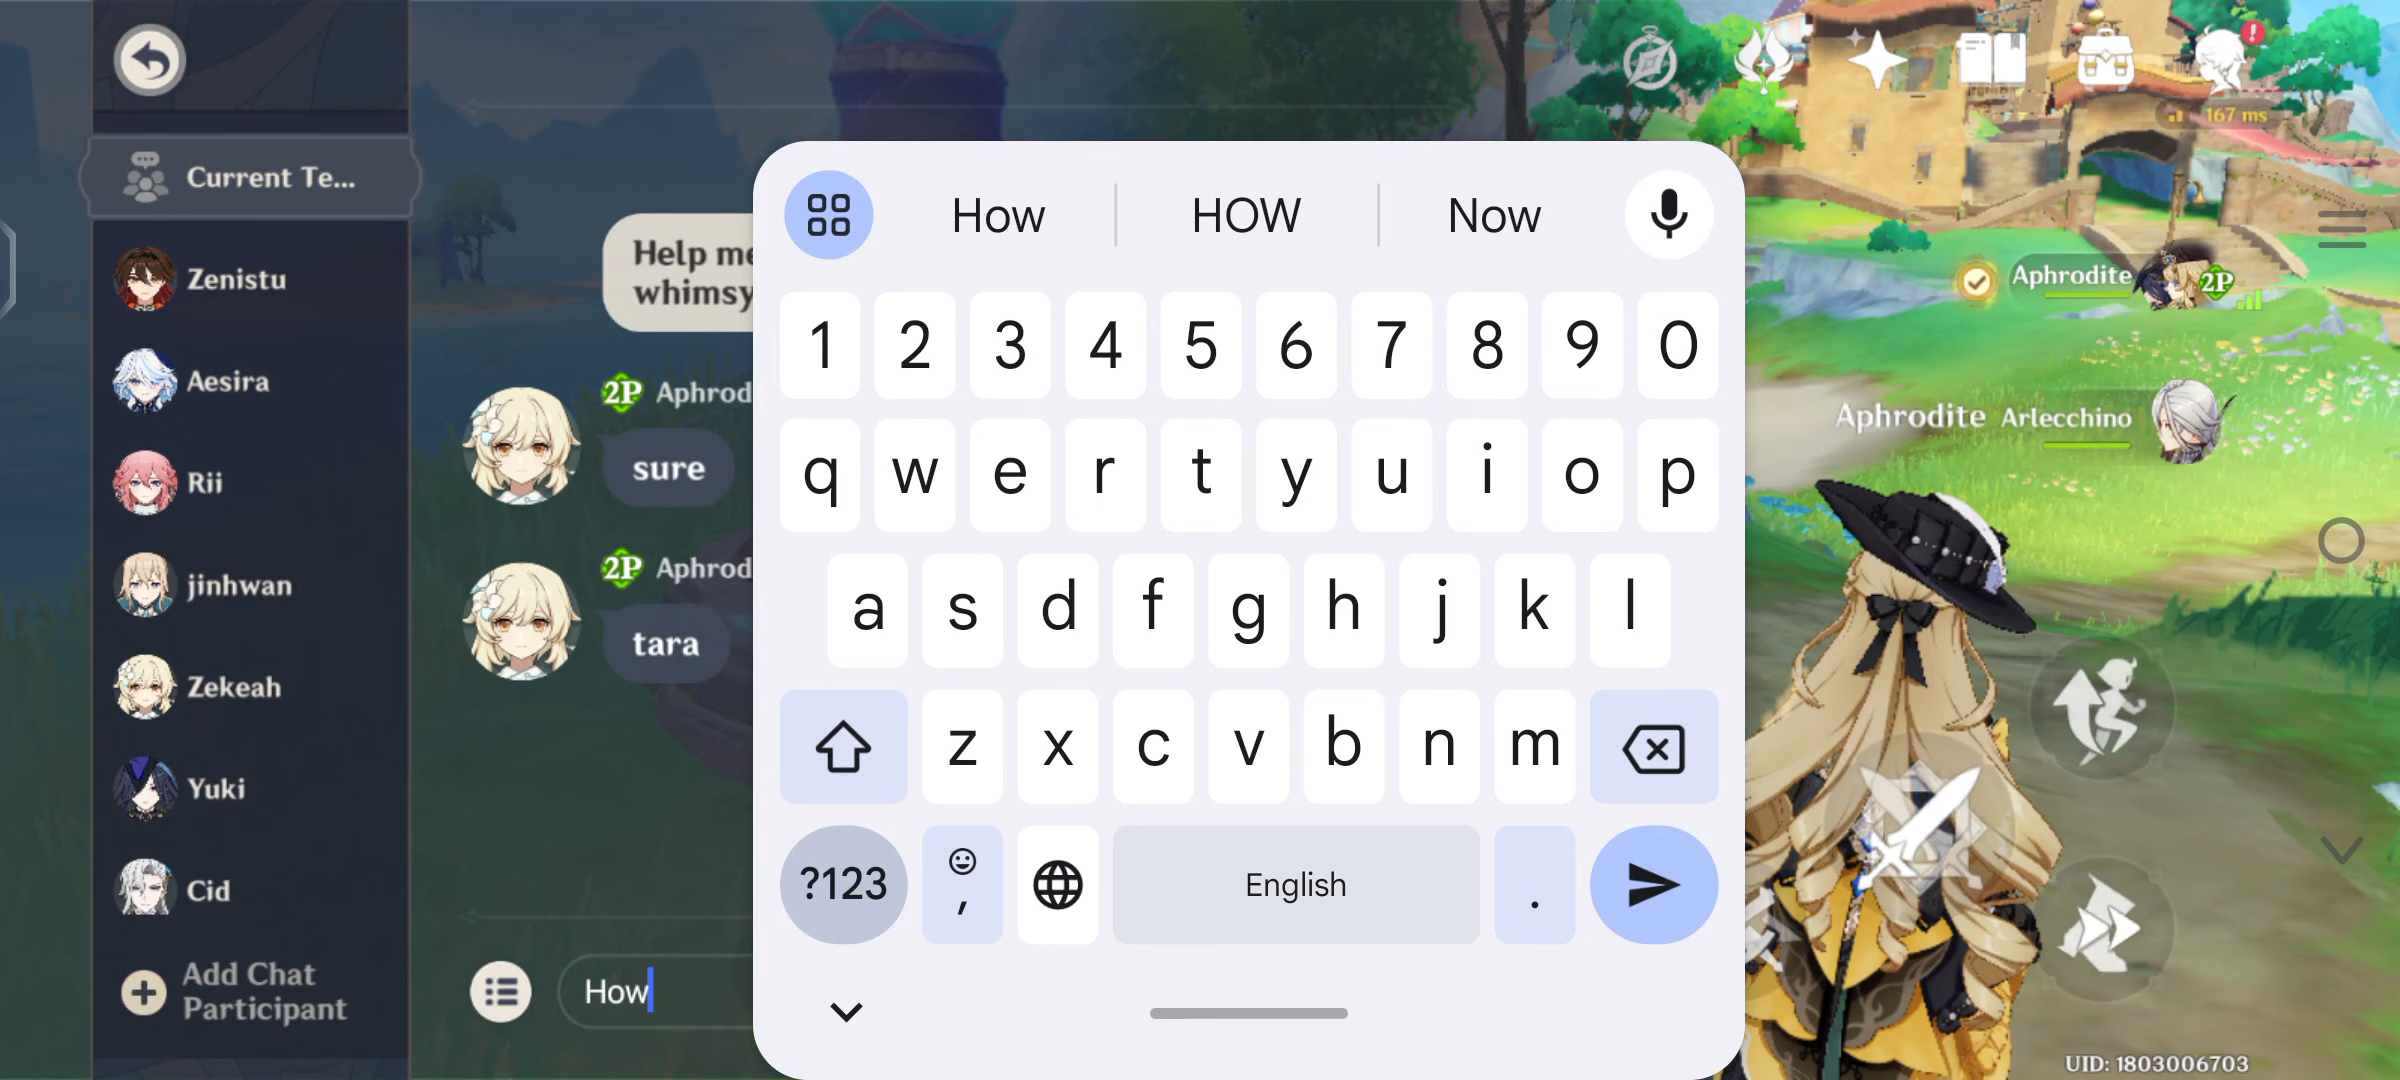 Current Te...
Zenistu
Aesira
Rii
jinhwan
Zekeah
Yuki
Cid
Add Chat
Participant
Help me
whimsy
2P Aphrod
sure
2P Aphrod
tara
How
How HOW Now
1 2 3 4 5 6 7 8 9 0
q w e r t y u i o p
a s d f g h j k l
z x c v b n m
?123 , English .
167 ms
Aphrodite 2P
Aphrodite Arlecchino
UID: 1803006703